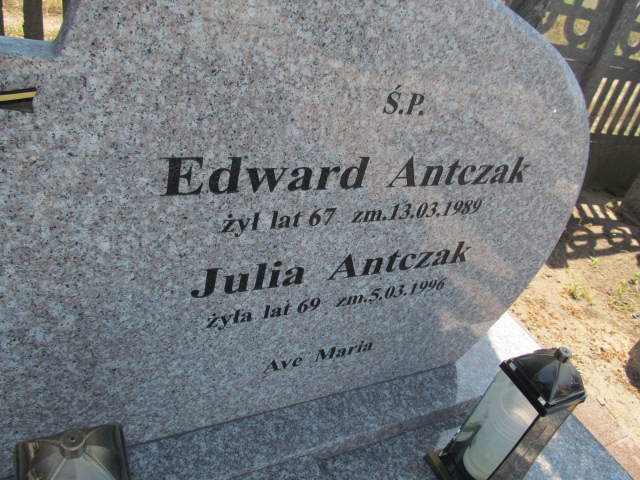 Ś.P.
Edward Antczak
żył lat 67 zm.13.03.1989
Julia Antczak
żyła lat 69 zm.5.03.1996
Ave Maria